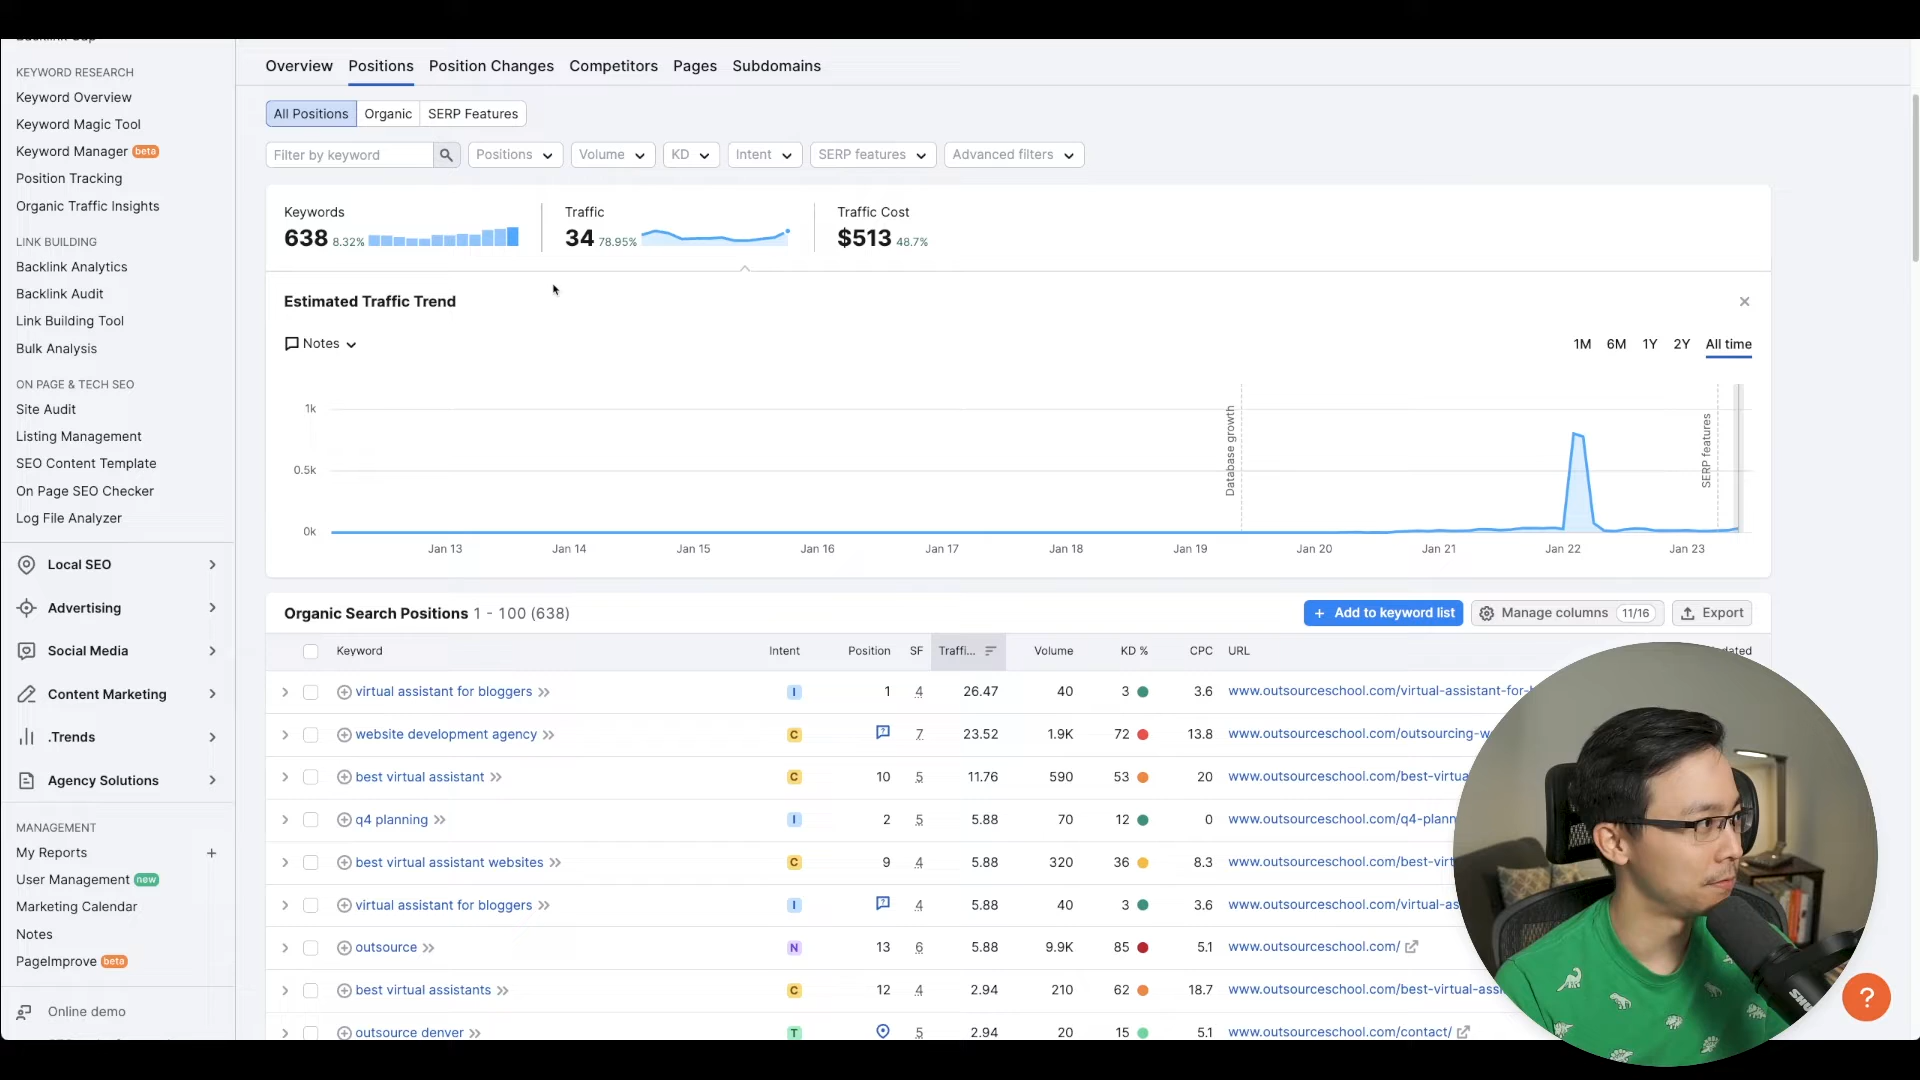 KEYWORD RESEARCH
Overview Positions Position Changes Competitors Pages Subdomains
Keyword Overview
All Positions Organic SERP Features
Keyword Magic Tool
Keyword Manager beta
Filter by keyword Positions Volume KD Intent SERP features Advanced filters
Position Tracking
Organic Traffic Insights
Keywords Traffic Traffic Cost
638 8.32% 34 78.95% $513 48.7%
LINK BUILDING
Backlink Analytics
Backlink Audit
Link Building Tool
Bulk Analysis
Estimated Traffic Trend
Notes
1M 6M 1Y 2Y All time
ON PAGE & TECH SEO
Site Audit
Listing Management
SEO Content Template
On Page SEO Checker
Log File Analyzer
1k
0.5k
0k
Database growth
SERP features
Jan 13 Jan 14 Jan 15 Jan 16 Jan 17 Jan 18 Jan 19 Jan 20 Jan 21 Jan 22 Jan 23
Local SEO
Advertising
Social Media
Content Marketing
.Trends
Agency Solutions
MANAGEMENT
My Reports
User Management new
Marketing Calendar
Notes
PageImprove beta
Online demo
Organic Search Positions 1 - 100 (638)
+ Add to keyword list Manage columns 11/16 Export
Keyword Intent Position SF Traffi... Volume KD % CPC URL
virtual assistant for bloggers I 1 4 26.47 40 3 3.6 www.outsourceschool.com/virtual-assistant-for-
website development agency C 7 23.52 1.9K 72 13.8 www.outsourceschool.com/outsourcing-
best virtual assistant C 10 5 11.76 590 53 20 www.outsourceschool.com/best-virtua
q4 planning I 2 5 5.88 70 12 0 www.outsourceschool.com/q4-plann
best virtual assistant websites C 9 4 5.88 320 36 8.3 www.outsourceschool.com/best-virt
virtual assistant for bloggers I 4 5.88 40 3 3.6 www.outsourceschool.com/virtual-as
outsource N 13 6 5.88 9.9K 85 5.1 www.outsourceschool.com/
best virtual assistants C 12 4 2.94 210 62 18.7 www.outsourceschool.com/best-virtual-ass
outsource denver T 5 2.94 20 15 5.1 www.outsourceschool.com/contact/
?